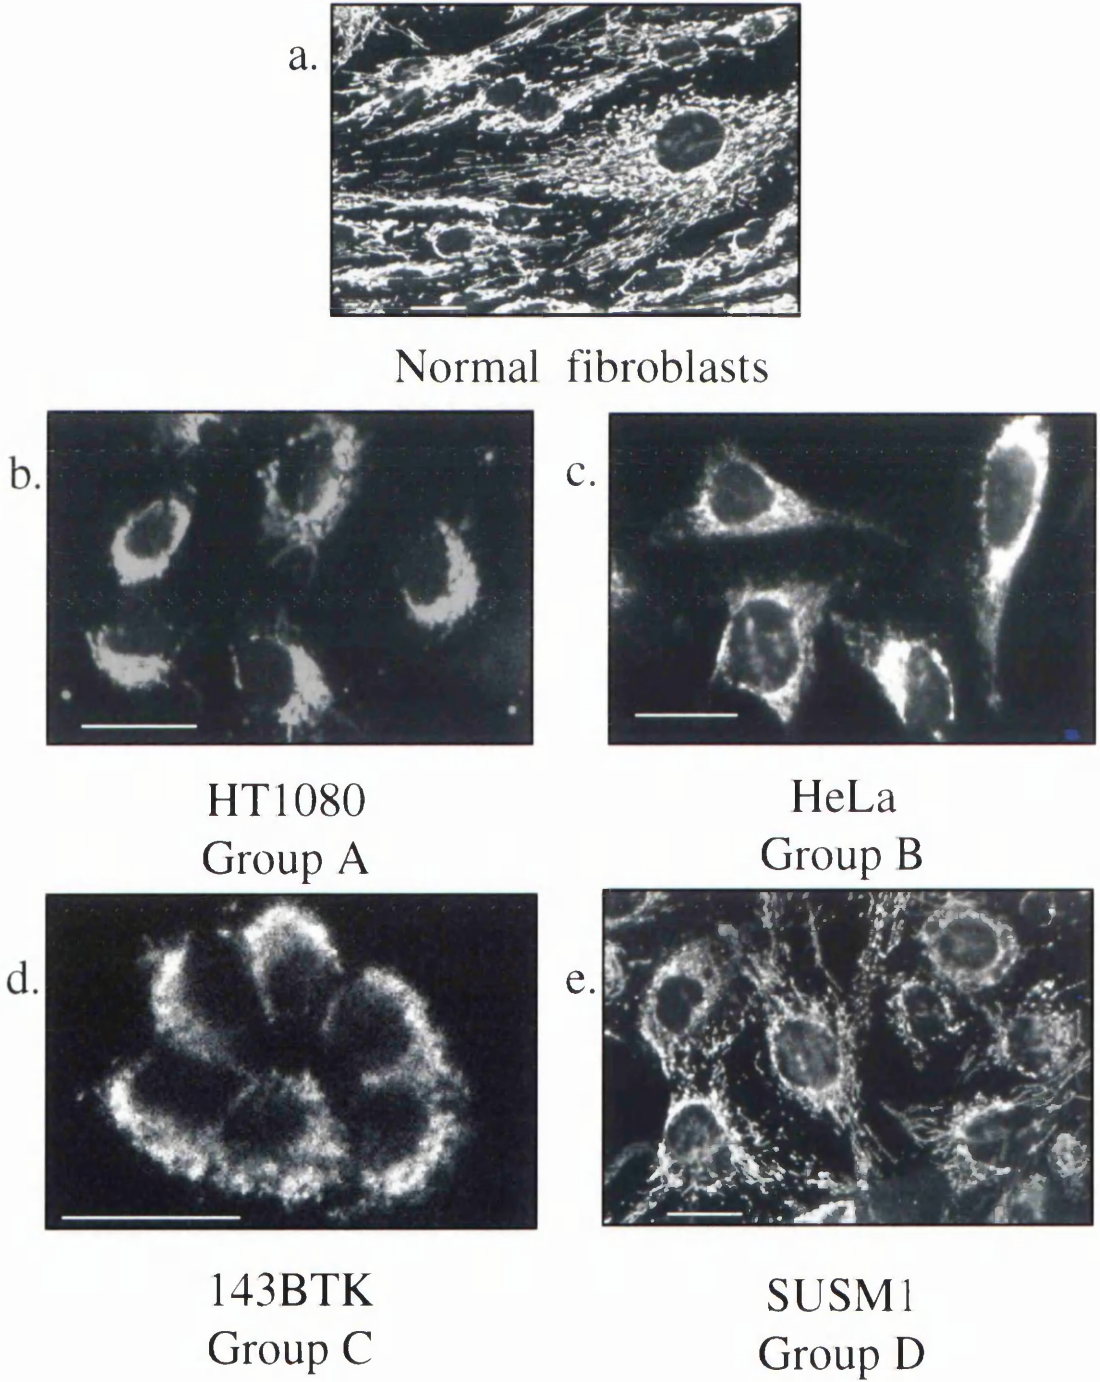 a.
Normal fibroblasts
b.
c.
HT1080
Group A
HeLa
Group B
d.
e.
143BTK
Group C
SUSM1
Group D